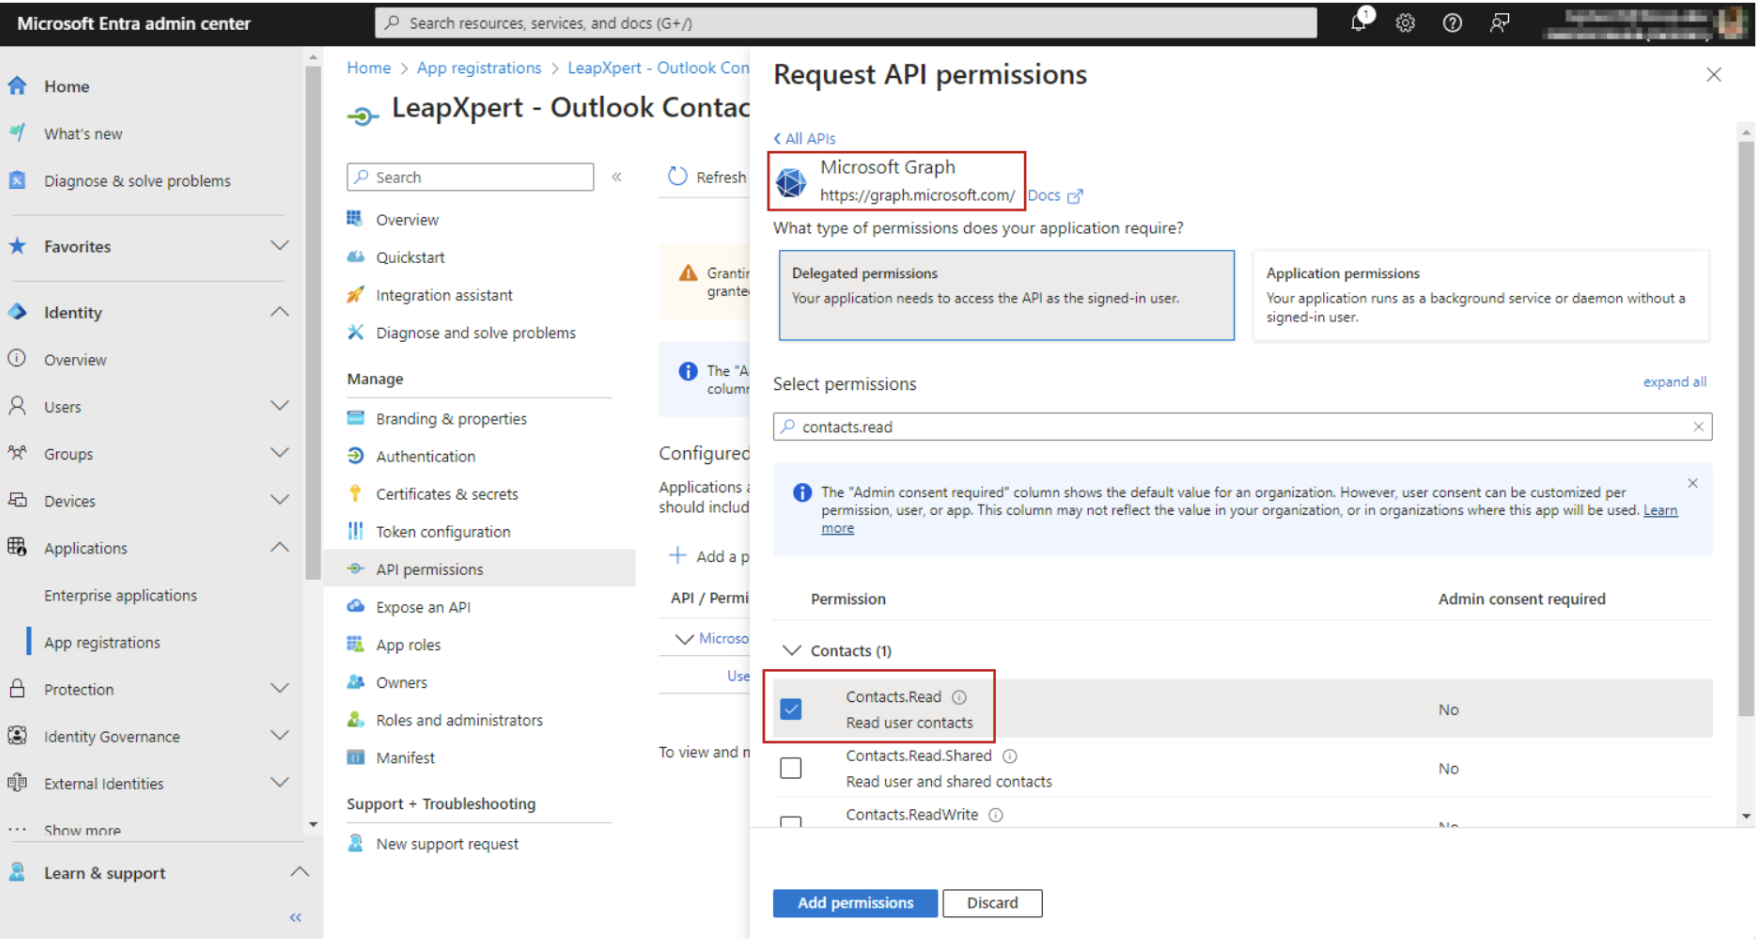 Microsoft Entra admin center
Search resources, services, and docs (G+/)
1
Home
What's new
Diagnose & solve problems
Favorites
Identity
Overview
Users
Groups
Devices
Applications
Enterprise applications
App registrations
Protection
Identity Governance
External Identities
Show more
Learn & support
Home > App registrations > LeapXpert - Outlook Con
LeapXpert - Outlook Contac
Search
Overview
Quickstart
Integration assistant
Diagnose and solve problems
Manage
Branding & properties
Authentication
Certificates & secrets
Token configuration
API permissions
Expose an API
App roles
Owners
Roles and administrators
Manifest
Support + Troubleshooting
New support request
Refresh
Grantin
grante
The "A
column
Configured
Applications a
should includ
Add a p
API / Permi
Microso
Use
To view and m
Request API permissions
All APIs
Microsoft Graph
https://graph.microsoft.com/ Docs
What type of permissions does your application require?
Delegated permissions
Your application needs to access the API as the signed-in user.
Application permissions
Your application runs as a background service or daemon without a
signed-in user.
Select permissions
expand all
contacts.read
The "Admin consent required" column shows the default value for an organization. However, user consent can be customized per
permission, user, or app. This column may not reflect the value in your organization, or in organizations where this app will be used. Learn
more
Permission
Admin consent required
Contacts (1)
Contacts.Read
Read user contacts
No
Contacts.Read.Shared
Read user and shared contacts
No
Contacts.ReadWrite
No
Add permissions
Discard